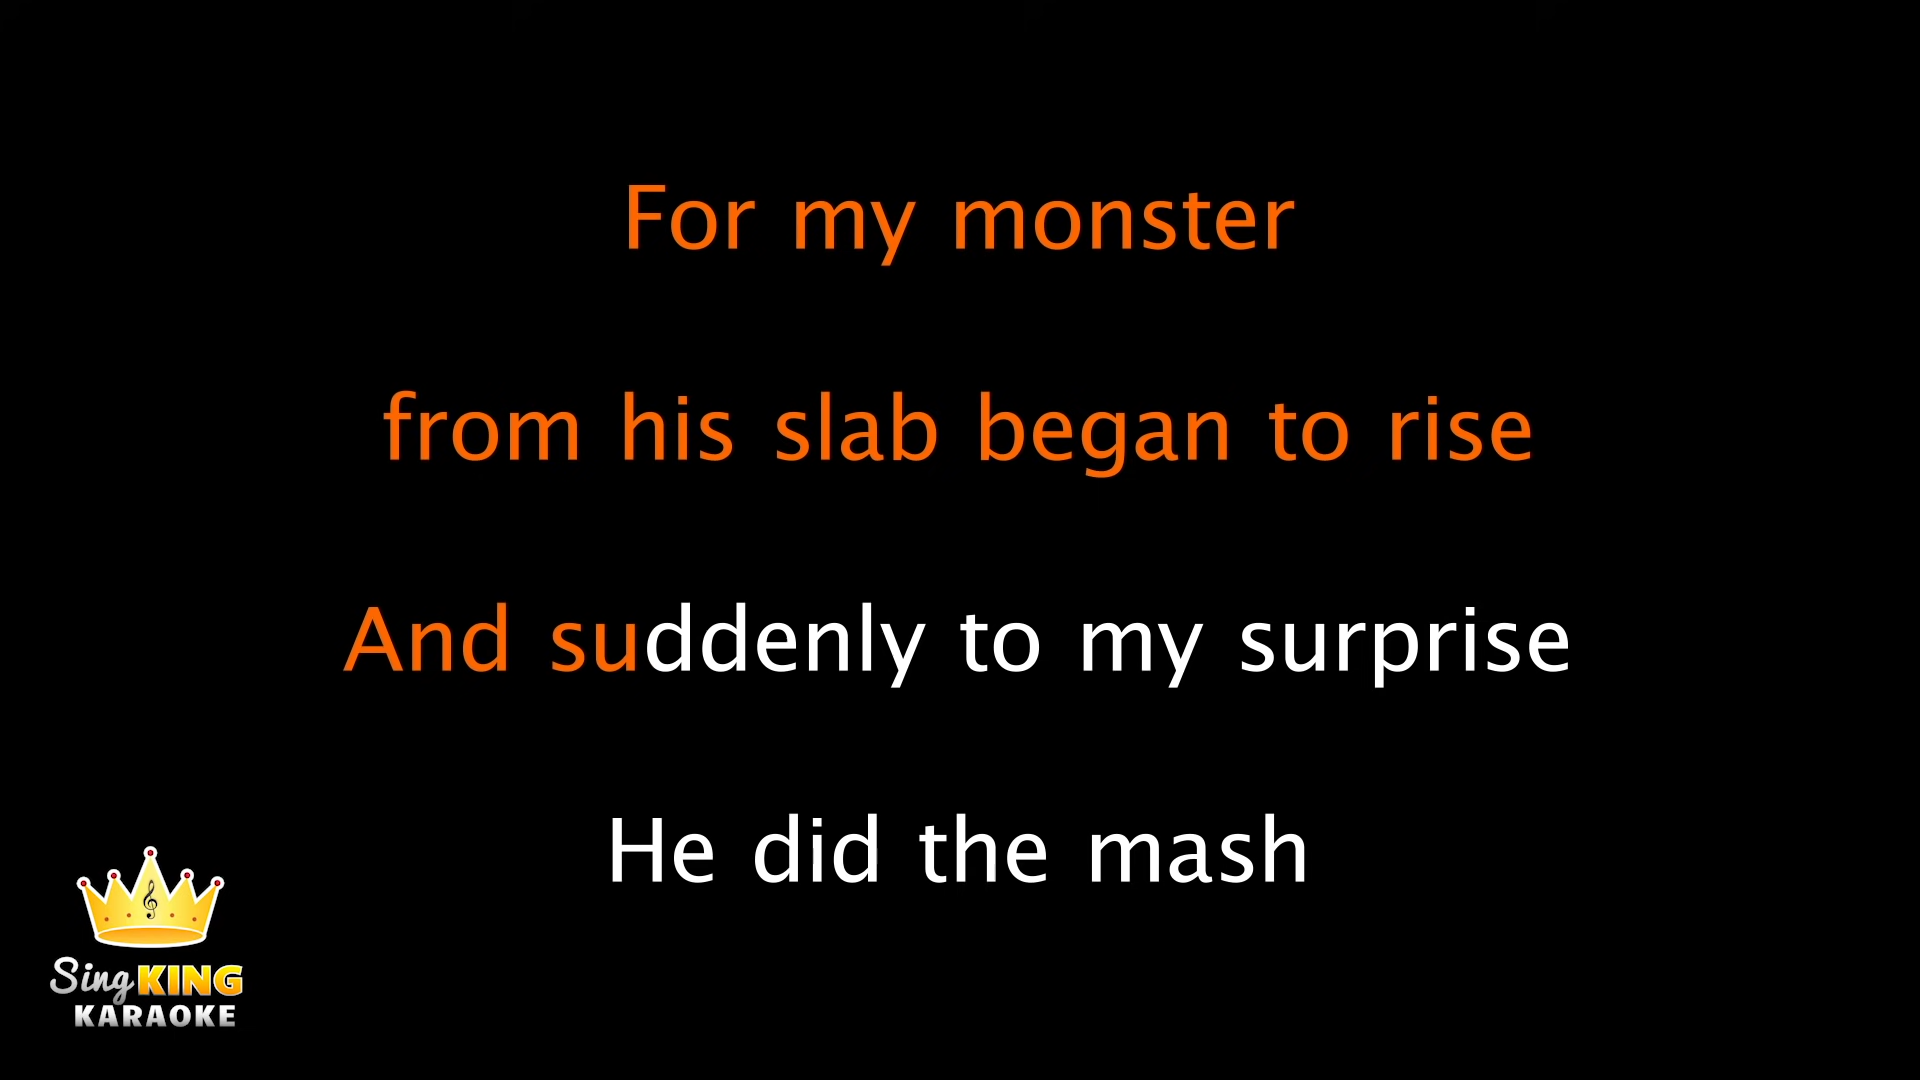 For my monster
from his slab began to rise
And suddenly to my surprise
He did the mash
Sing KING
KARAOKE